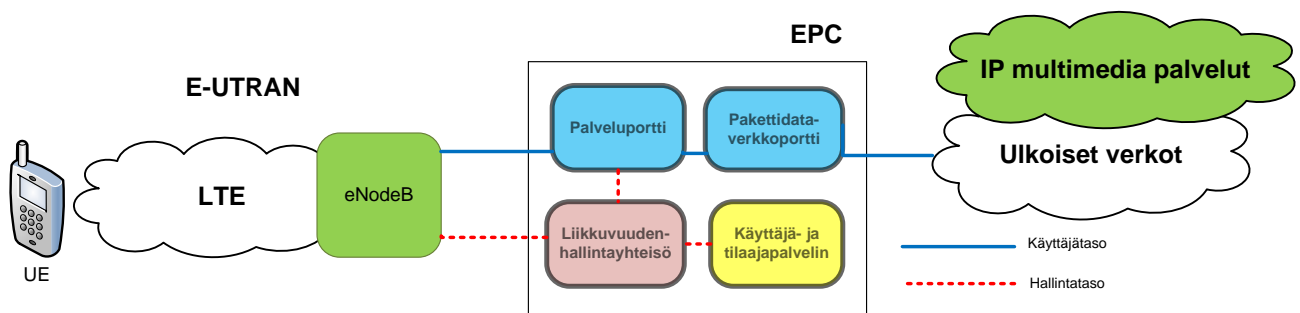 EPC
E-UTRAN
IP multimedia palvelut
Palveluportti
Pakettidata-
verkkoportti
Ulkoiset verkot
LTE
eNodeB
Liikkuvuuden-
hallintayhteisö
Käyttäjä- ja
tilaajapalvelin
Käyttäjätaso
UE
Hallintataso